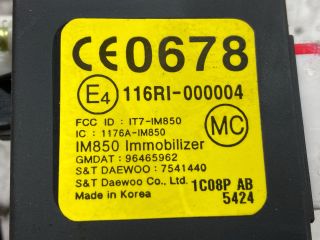 CE0678
E4 116RI-000004
FCC ID : IT7-IM850
IC : 1176A-IM850
MC
IM850 Immobilizer
GMDAT : 96465962
S&T DAEWOO : 7541440
S&T Daewoo Co., Ltd.
Made in Korea
1C08P AB
5424